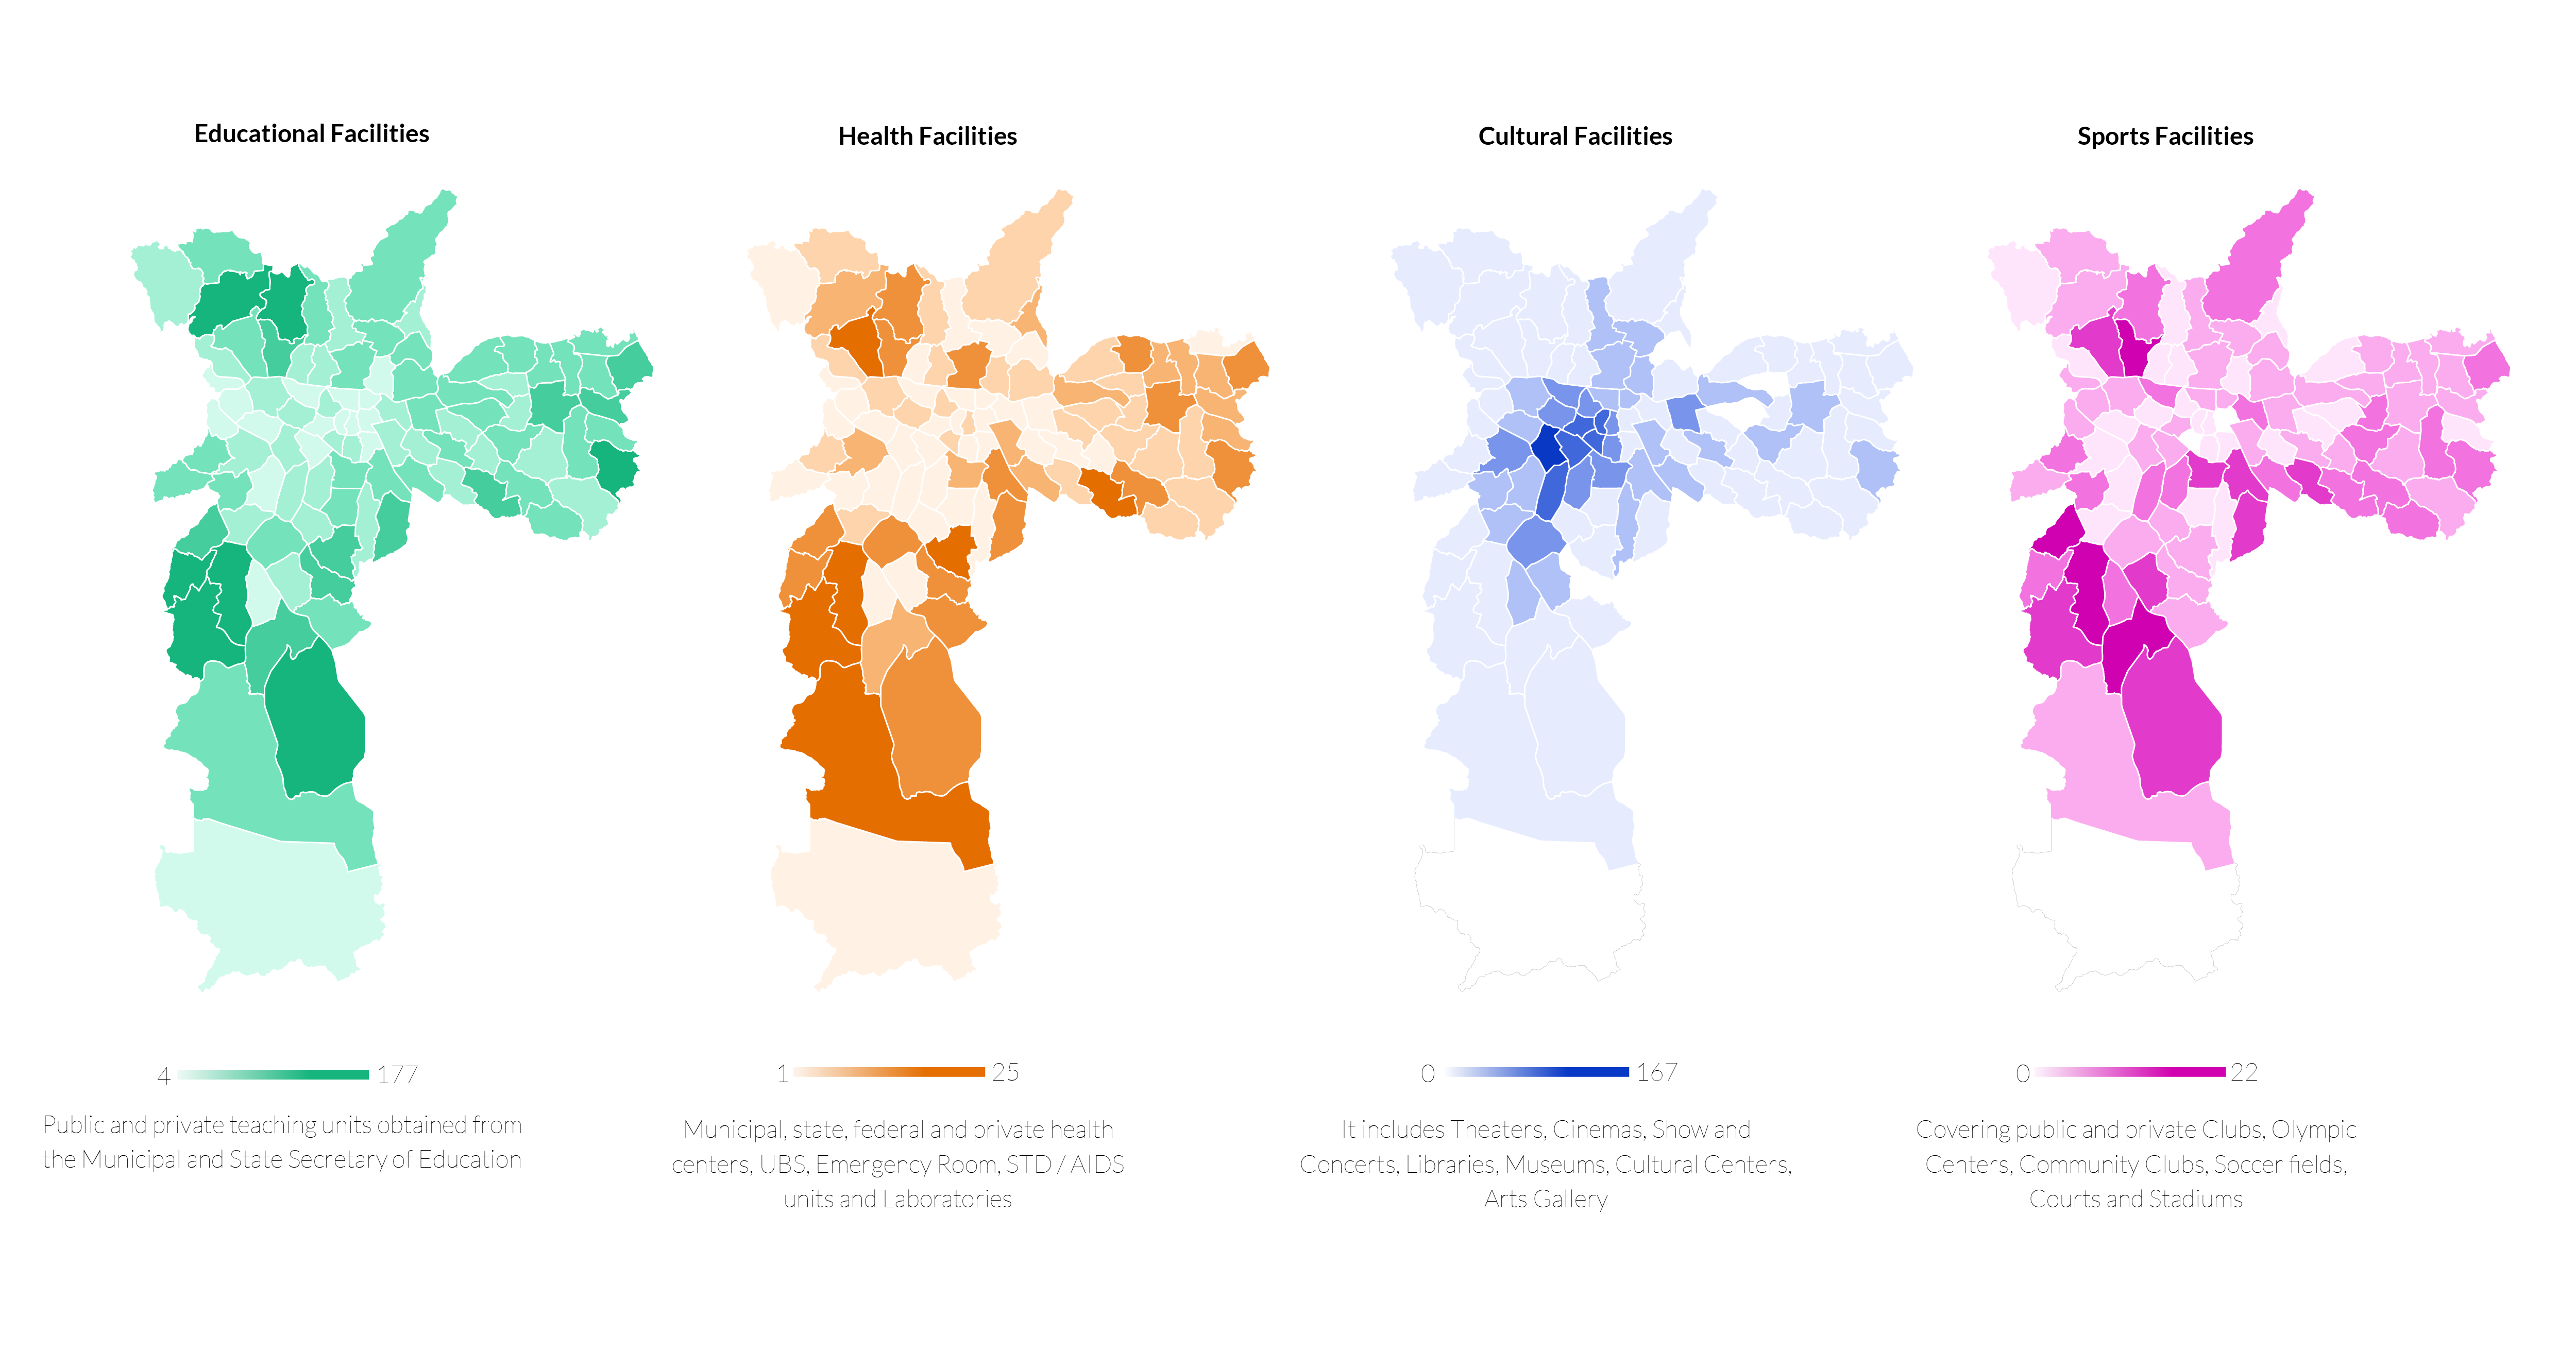 Educational Facilities
Health Facilities
Cultural Facilities
Sports Facilities
4 177
Public and private teaching units obtained from
the Municipal and State Secretary of Education
1 25
Municipal, state, federal and private health
centers, UBS, Emergency Room, STD / AIDS
units and Laboratories
0 167
It includes Theaters, Cinemas, Show and
Concerts, Libraries, Museums, Cultural Centers,
Arts Gallery
0 22
Covering public and private Clubs, Olympic
Centers, Community Clubs, Soccer fields,
Courts and Stadiums